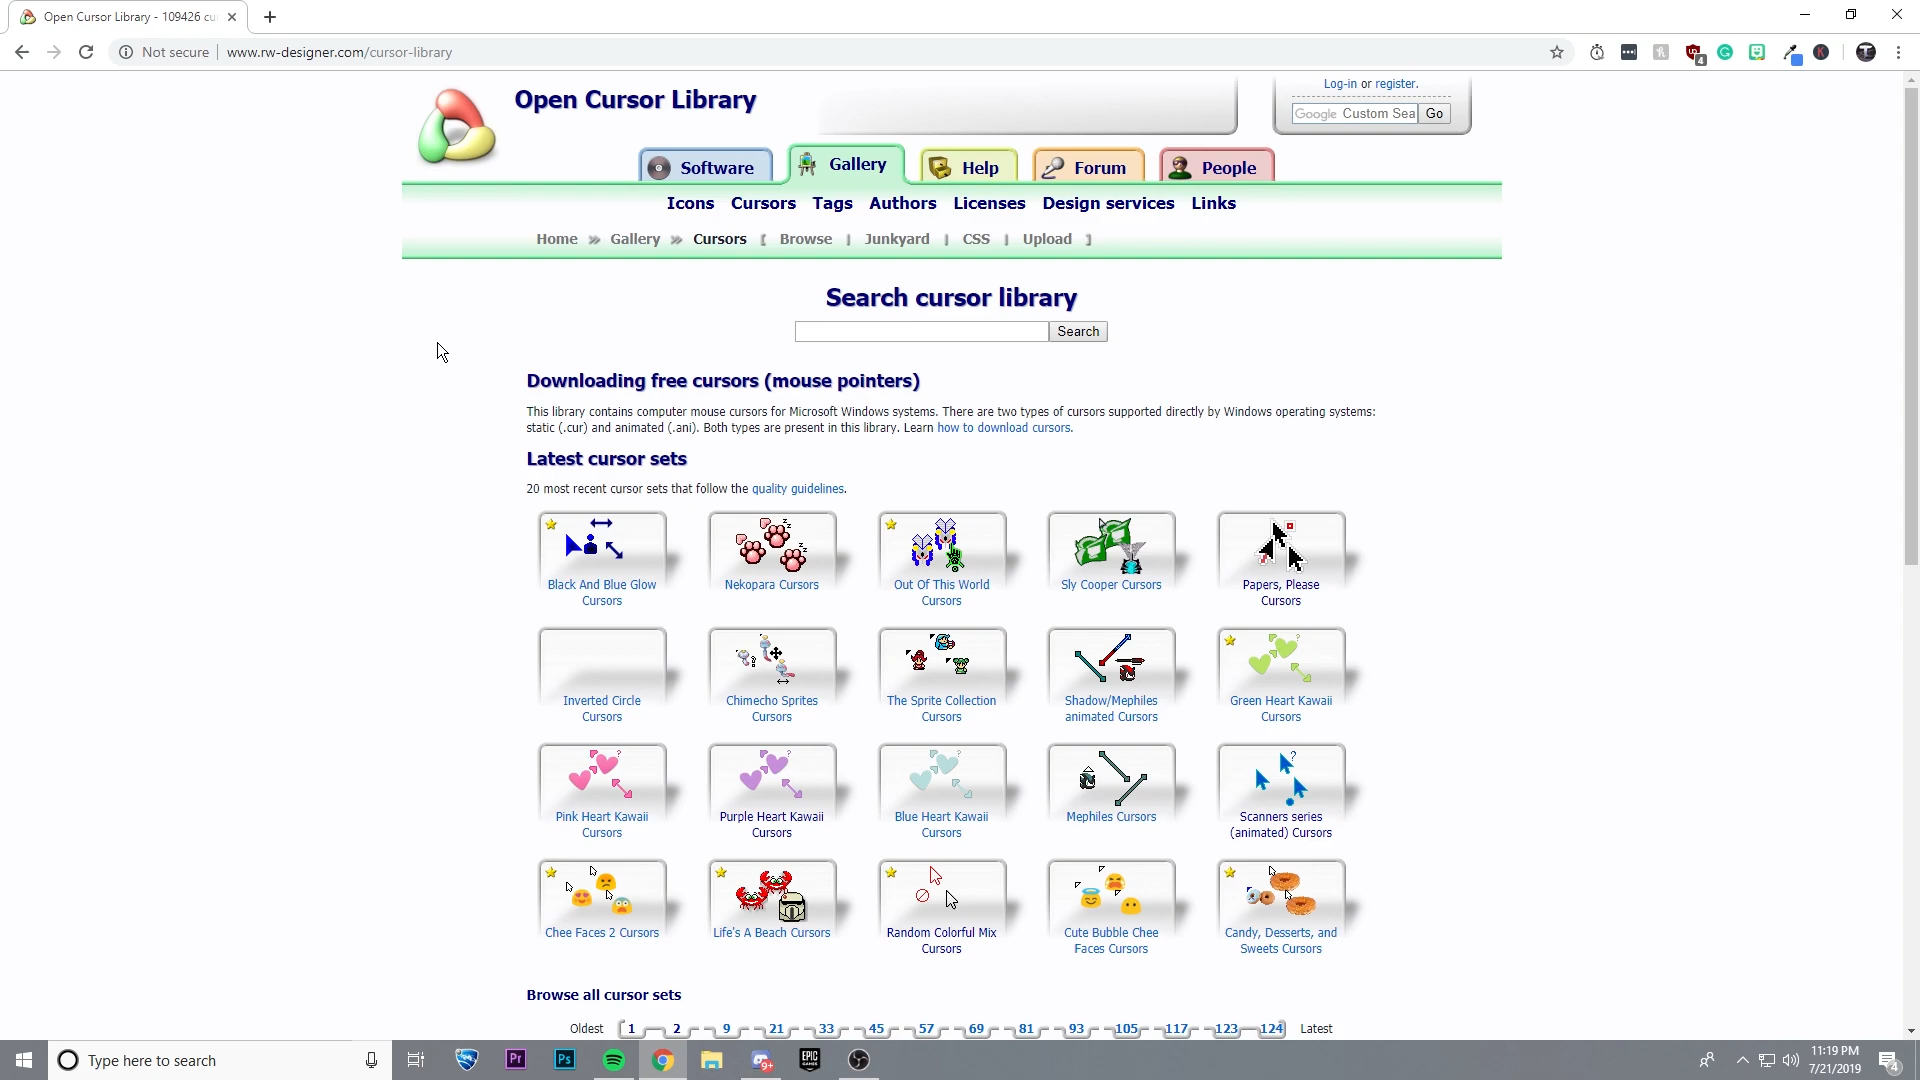 Open Cursor Library - 109426 cu
Not secure
www.rw-designer.com/cursor-library
4
K
Open Cursor Library
Log-in or register.
Google Custom Sea
Go
Software
Gallery
Help
Forum
People
Icons Cursors Tags Authors Licenses Design services Links
Home » Gallery » Cursors [ Browse | Junkyard | CSS | Upload ]
Search cursor library
Search
Downloading free cursors (mouse pointers)
This library contains computer mouse cursors for Microsoft Windows systems. There are two types of cursors supported directly by Windows operating systems:
static (.cur) and animated (.ani). Both types are present in this library. Learn how to download cursors.
Latest cursor sets
20 most recent cursor sets that follow the quality guidelines.
Black And Blue Glow
Cursors
Nekopara Cursors
Out Of This World
Cursors
Sly Cooper Cursors
Papers, Please
Cursors
Inverted Circle
Cursors
Chimecho Sprites
Cursors
The Sprite Collection
Cursors
Shadow/Mephiles
animated Cursors
Green Heart Kawaii
Cursors
Pink Heart Kawaii
Cursors
Purple Heart Kawaii
Cursors
Blue Heart Kawaii
Cursors
Mephiles Cursors
Scanners series
(animated) Cursors
Chee Faces 2 Cursors
Life's A Beach Cursors
Random Colorful Mix
Cursors
Cute Bubble Chee
Faces Cursors
Candy, Desserts, and
Sweets Cursors
Browse all cursor sets
Oldest 1 2 9 21 33 45 57 69 81 93 105 117 123 124 Latest
Type here to search
Pr
Ps
9+
EPIC
GAMES
11:19 PM
7/21/2019
4